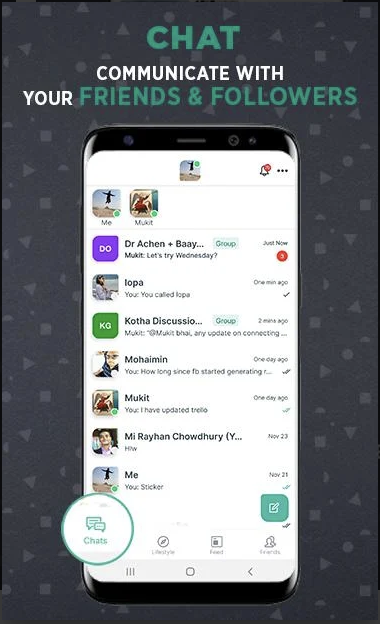 CHAT
COMMUNICATE WITH
YOUR FRIENDS & FOLLOWERS
Me Mukit
DO Dr Achen + Baay... Group Just Now
Mukit: Let's try Wednesday? 3
lopa One min ago
You: You called lopa
KG Kotha Discussio... Group 2 mins ago
Mukit: "@Mukit bhai, any update on connecting ...
Mohaimin One day ago
You: How long since fb started generating r...
Mukit One day ago
You: I have updated trello
Mi Rayhan Chowdhury (Y... Nov 23
Hiw
Me Nov 21
You: Sticker
Chats Lifestyle Feed Friends